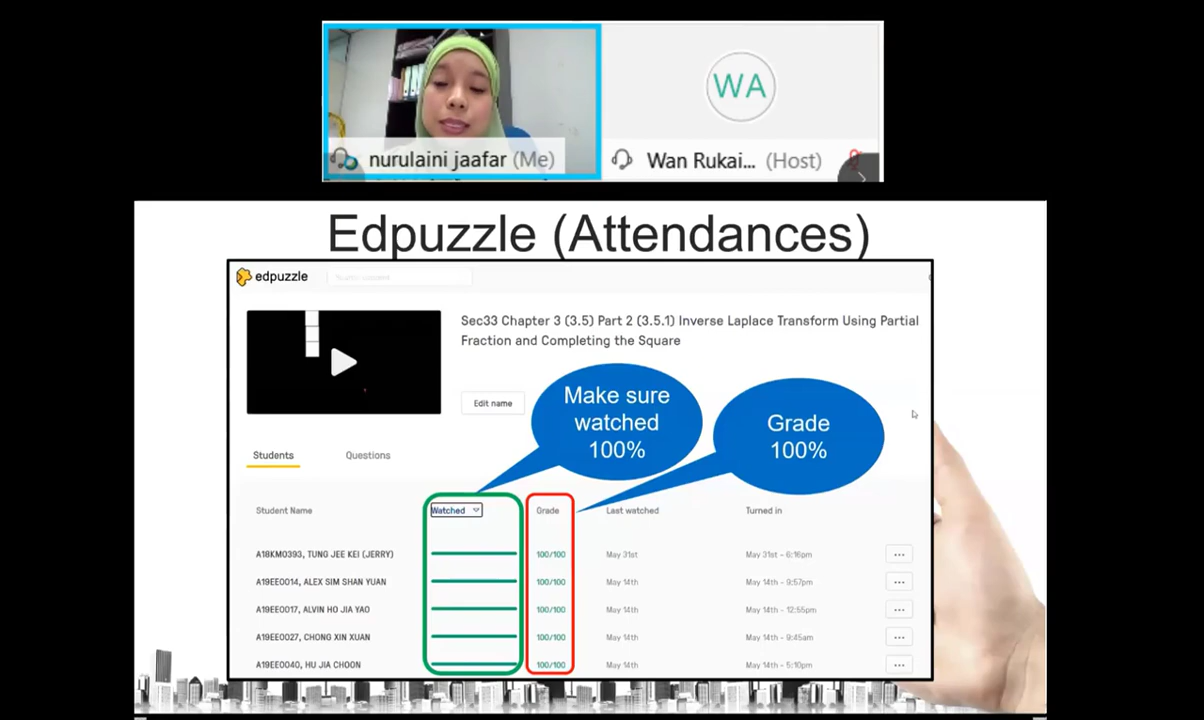 WA
nurulaini jaafar (Me)
Wan Rukai... (Host)
Edpuzzle (Attendances)
edpuzzle
Sec33 Chapter 3 (3.5) Part 2 (3.5.1) Inverse Laplace Transform Using Partial
Fraction and Completing the Square
Edit name
Make sure
watched
100%
Grade
100%
Students
Questions
Student Name
Watched
Grade
Last watched
Turned in
A18KM0393, TUNG JEE KEI (JERRY)
100/100
May 31st
May 31st - 6:16pm
A19EE0014, ALEX SIM SHAN YUAN
100/100
May 14th
May 14th - 9:57pm
A19EE0017, ALVIN HO JIA YAO
100/100
May 14th
May 14th - 12:55pm
A19EE0027, CHONG XIN XUAN
100/100
May 14th
May 14th - 9:45am
A19EE0040, HU JIA CHOON
100/100
May 14th
May 14th - 5:10pm